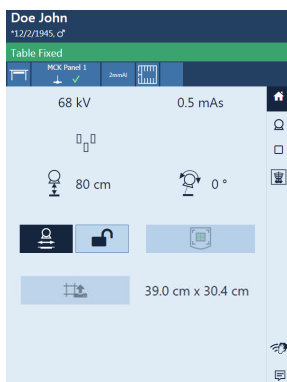 Doe John
*12/2/1945, ♂
Table Fixed
MCK Panel 1
2mmAl
68 kV
0.5 mAs
80 cm
0 °
39.0 cm x 30.4 cm